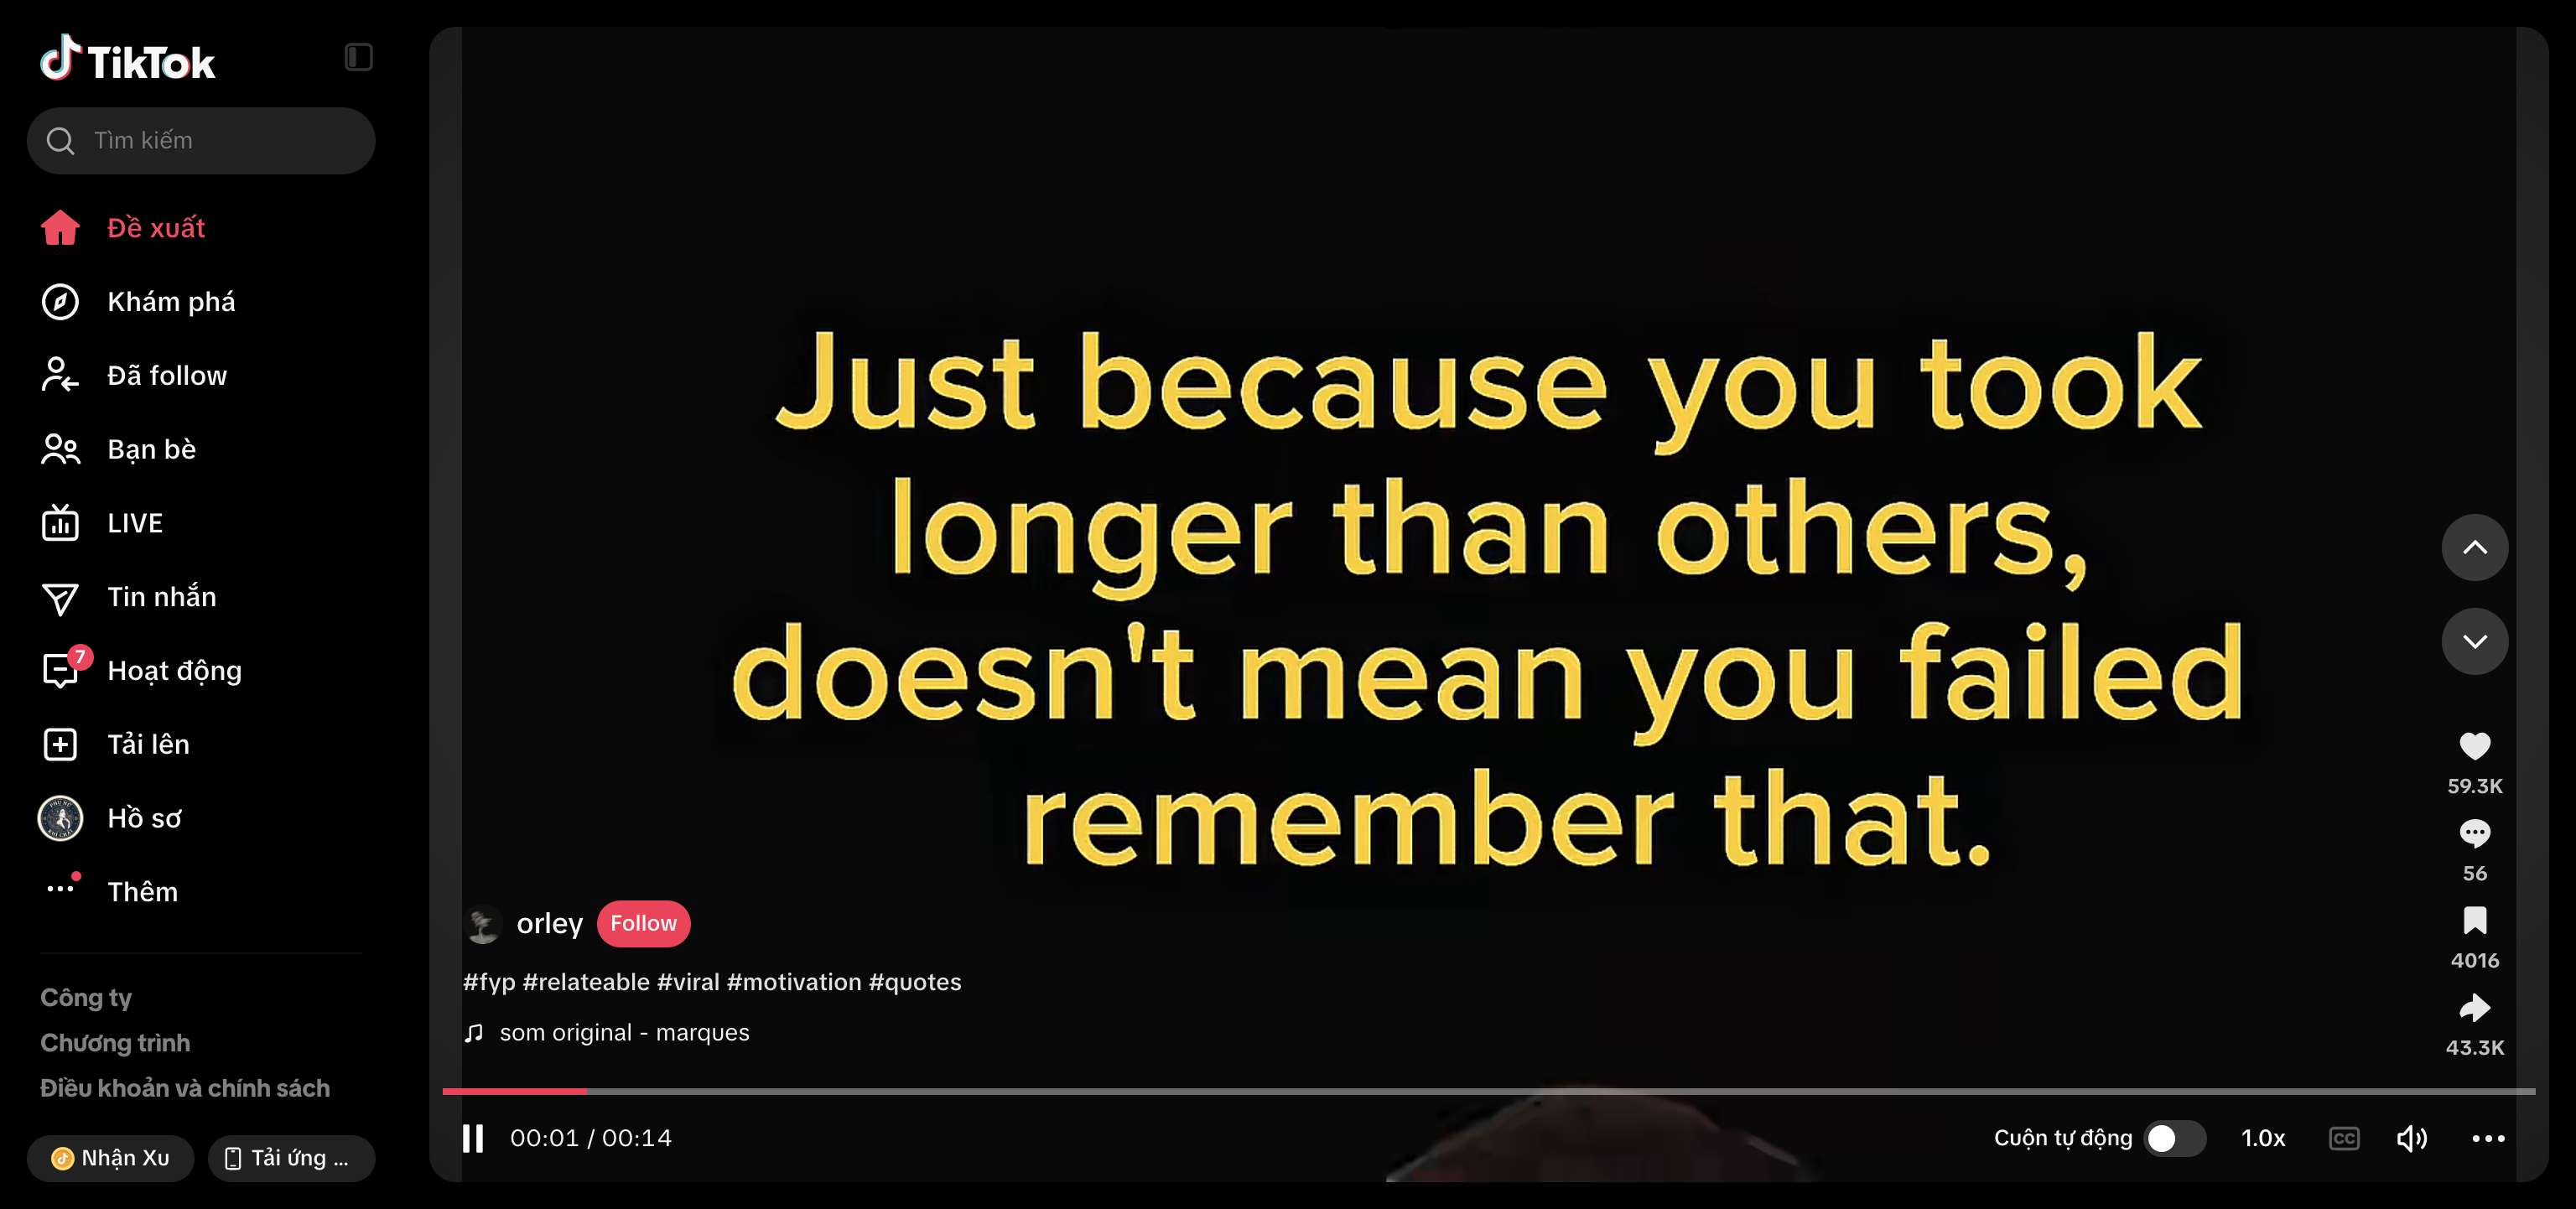 TikTok
Tìm kiếm
Đề xuất
Khám phá
Đã follow
Bạn bè
LIVE
Tin nhắn
7
Hoạt động
Tải lên
Hồ sơ
Thêm
Công ty
Chương trình
Điều khoản và chính sách
Nhận Xu
Tải ứng ...
Just because you took
longer than others,
doesn't mean you failed
remember that.
59.3K
56
4016
43.3K
orley
Follow
#fyp #relateable #viral #motivation #quotes
som original - marques
00:01 / 00:14
Cuộn tự động
1.0x
CC